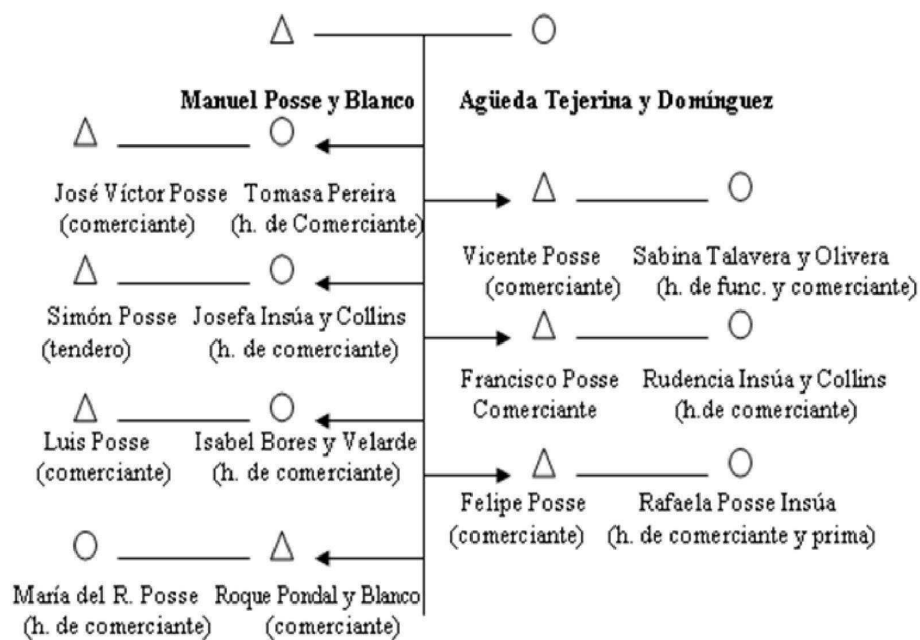 Manuel Posse y Blanco
Agüeda Tejerina y Domínguez
José Víctor Posse
(comerciante)
Tomasa Pereira
(h. de Comerciante)
Vicente Posse
(comerciante)
Sabina Talavera y Olivera
(h. de func. y comerciante)
Simón Posse
(tendero)
Josefa Insúa y Collins
(h. de comerciante)
Francisco Posse
Comerciante
Rudencia Insúa y Collins
(h.de comerciante)
Luis Posse
(comerciante)
Isabel Bores y Velarde
(h. de comerciante)
Felipe Posse
(comerciante)
Rafaela Posse Insúa
(h. de comerciante y prima)
María del R. Posse
(h. de comerciante)
Roque Pondal y Blanco
(comerciante)